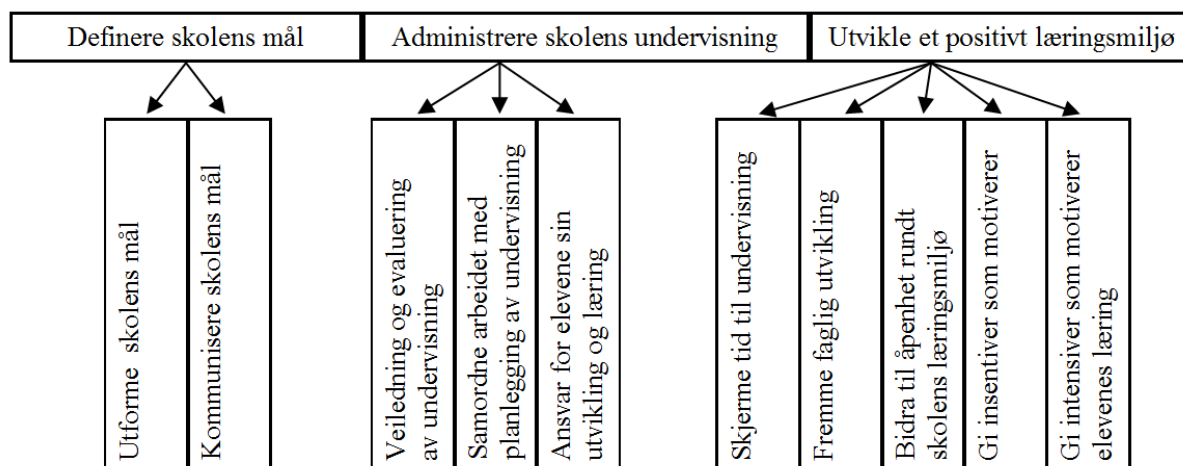 Definere skolens mål
Administrere skolens undervisning
Utvikle et positivt læringsmiljø
Utforme skolens mål
Kommunisere skolens mål
Veiledning og evaluering
av undervisning
Samordne arbeidet med
planlegging av undervisning
Ansvar for elevene sin
utvikling og læring
Skjerme tid til undervisning
Fremme faglig utvikling
Bidra til åpenhet rundt
skolens læringsmiljø
Gi insentiver som motiverer
Gi intensiver som motiverer
elevenes læring